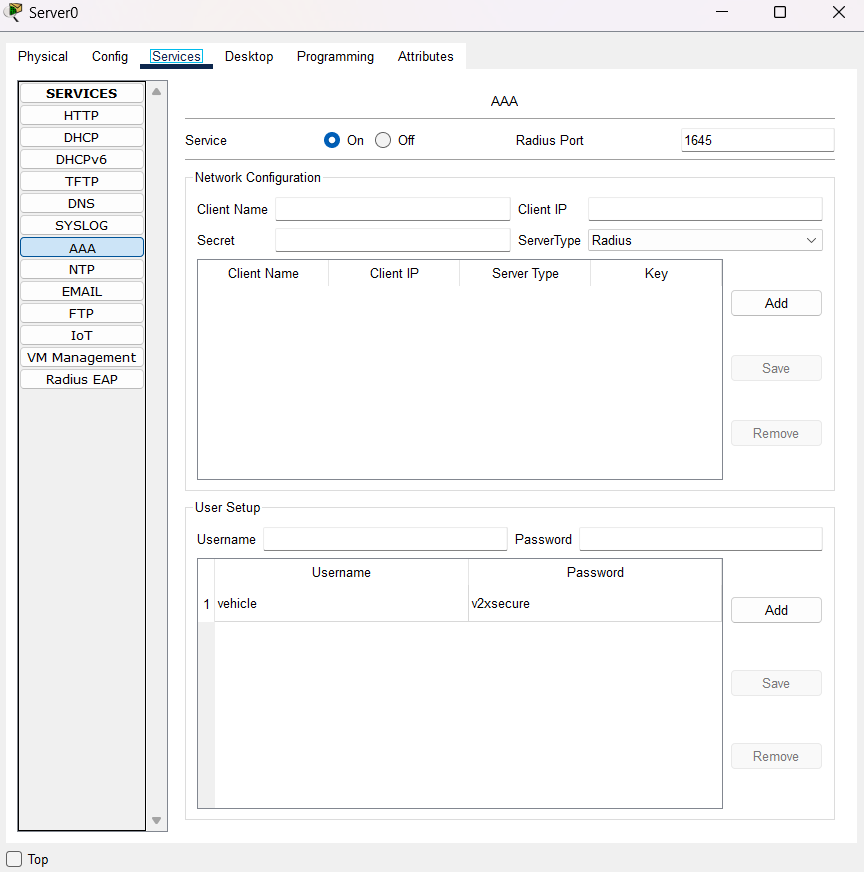 Server0
Physical Config Services Desktop Programming Attributes
SERVICES
HTTP
DHCP
DHCPv6
TFTP
DNS
SYSLOG
AAA
NTP
EMAIL
FTP
IoT
VM Management
Radius EAP
AAA
Service On Off Radius Port 1645
Network Configuration
Client Name Client IP
Secret ServerType Radius
Client Name Client IP Server Type Key
Add
Save
Remove
User Setup
Username Password
Username Password
1 vehicle v2xsecure
Add
Save
Remove
Top